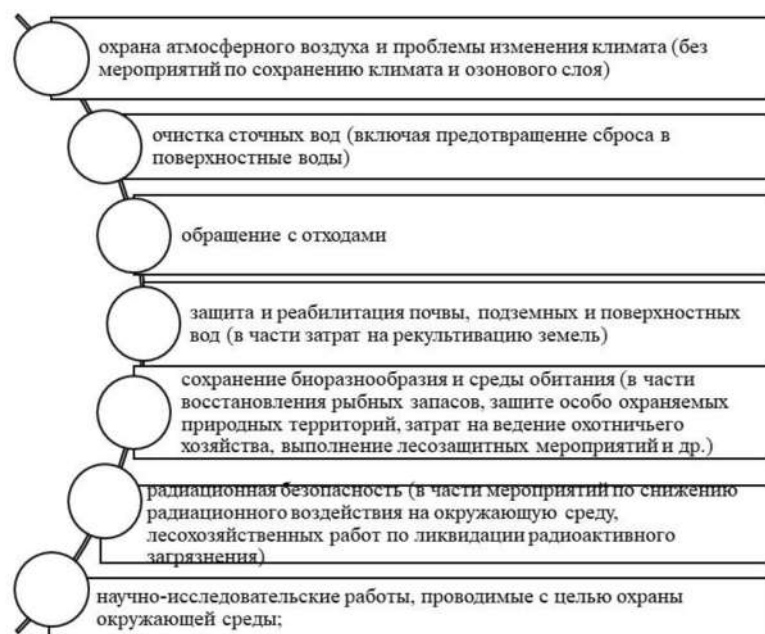 охрана атмосферного воздуха и проблемы изменения климата (без
мероприятий по сохранению климата и озонового слоя)
очистка сточных вод (включая предотвращение сброса в
поверхностные воды)
обращение с отходами
защита и реабилитация почвы, подземных и поверхностных
вод (в части затрат на рекультивацию земель)
сохранение биоразнообразия и среды обитания (в части
восстановления рыбных запасов, защите особо охраняемых
природных территорий, затрат на ведение охотничьего
хозяйства, выполнение лесозащитных мероприятий и др.)
радиационная безопасность (в части мероприятий по снижению
радиационного воздействия на окружающую среду,
лесохозяйственных работ по ликвидации радиоактивного
загрязнения)
научно-исследовательские работы, проводимые с целью охраны
окружающей среды;